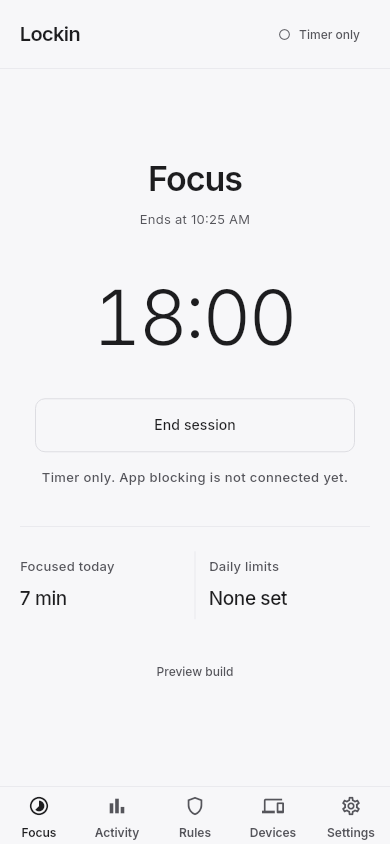 Lockin
Timer only
Focus
Ends at 10:25 AM
18:00
End session
Timer only. App blocking is not connected yet.
Focused today
7 min
Daily limits
None set
Preview build
Focus
Activity
Rules
Devices
Settings